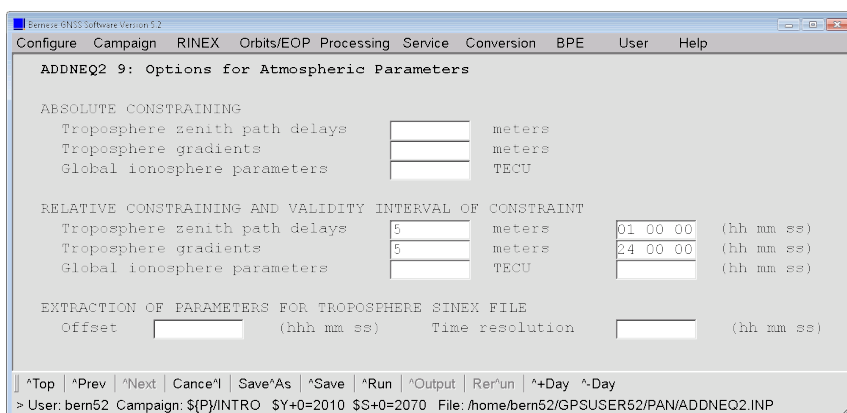 Bernese GNSS Software Version 5.2
Configure Campaign RINEX Orbits/EOP Processing Service Conversion BPE User Help
ADDNEQ2 9: Options for Atmospheric Parameters
ABSOLUTE CONSTRAINING
Troposphere zenith path delays meters
Troposphere gradients meters
Global ionosphere parameters TECU
RELATIVE CONSTRAINING AND VALIDITY INTERVAL OF CONSTRAINT
Troposphere zenith path delays 5 meters 01 00 00 (hh mm ss)
Troposphere gradients 5 meters 24 00 00 (hh mm ss)
Global ionosphere parameters TECU (hh mm ss)
EXTRACTION OF PARAMETERS FOR TROPOSPHERE SINEX FILE
Offset (hhh mm ss) Time resolution (hh mm ss)
^Top | ^Prev | ^Next | Cance^l | Save^As | ^Save | ^Run | ^Output | Rer^un | ^+Day ^-Day
> User: bern52 Campaign: ${P}/INTRO $Y+0=2010 $S+0=2070 File: /home/bern52/GPSUSER52/PAN/ADDNEQ2.INP